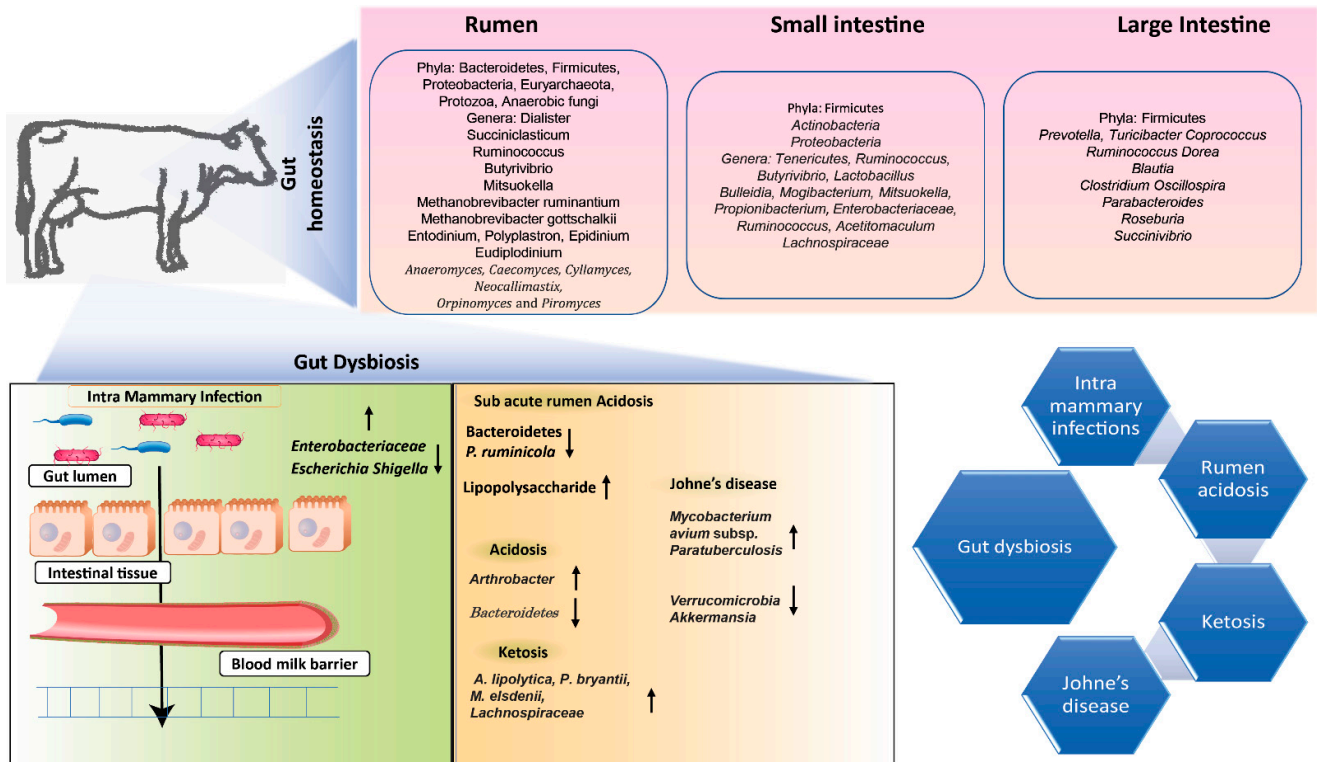 Rumen
Small intestine
Large Intestine
Gut
homeostasis
Phyla: Bacteroidetes, Firmicutes,
Proteobacteria, Euryarchaeota,
Protozoa, Anaerobic fungi
Genera: Dialister
Succiniclasticum
Ruminococcus
Butyrivibrio
Mitsuokella
Methanobrevibacter ruminantium
Methanobrevibacter gottschalkii
Entodinium, Polyplastron, Epidinium
Eudiplodinium
Anaeromyces, Caecomyces, Cyllamyces,
Neocallimastix,
Orpinomyces and Piromyces
Phyla: Firmicutes
Actinobacteria
Proteobacteria
Genera: Tenericutes, Ruminococcus,
Butyrivibrio, Lactobacillus
Bulleidia, Mogibacterium, Mitsuokella,
Propionibacterium, Enterobacteriaceae,
Ruminococcus, Acetitomaculum
Lachnospiraceae
Phyla: Firmicutes
Prevotella, Turicibacter Coprococcus
Ruminococcus Dorea
Blautia
Clostridium Oscillospira
Parabacteroides
Roseburia
Succinivibrio
Gut Dysbiosis
Intra Mammary Infection
Enterobacteriaceae
Escherichia Shigella
Gut lumen
Intestinal tissue
Blood milk barrier
Sub acute rumen Acidosis
Bacteroidetes
P. ruminicola
Lipopolysaccharide
Acidosis
Arthrobacter
Bacteroidetes
Ketosis
A. lipolytica, P. bryantii,
M. elsdenii,
Lachnospiraceae
Johne's disease
Mycobacterium
avium subsp.
Paratuberculosis
Verrucomicrobia
Akkermansia
Intra
mammary
infections
Rumen
acidosis
Gut dysbiosis
Ketosis
Johne's
disease